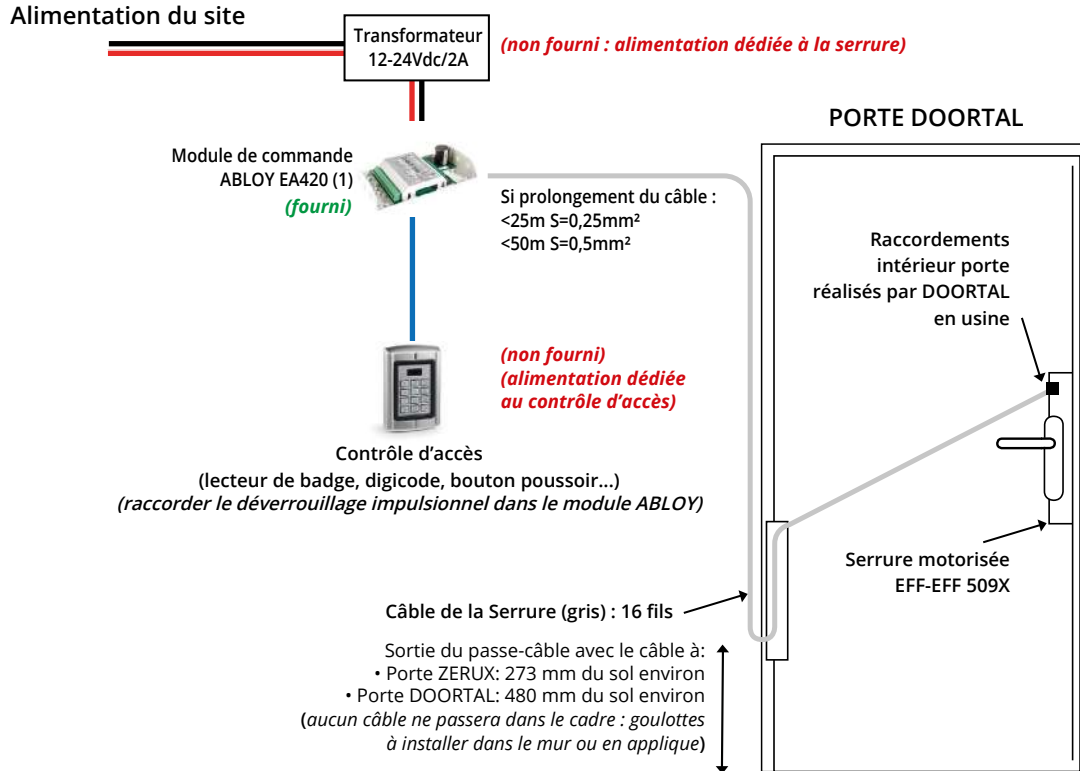 Alimentation du site
Transformateur
12-24Vdc/2A
(non fourni : alimentation dédiée à la serrure)
PORTE DOORTAL
Module de commande
ABLOY EA420 (1)
(fourni)
Si prolongement du câble :
<25m S=0,25mm²
<50m S=0,5mm²
Raccordements
intérieur porte
réalisés par DOORTAL
en usine
(non fourni)
(alimentation dédiée
au contrôle d'accès)
Contrôle d'accès
(lecteur de badge, digicode, bouton poussoir...)
(raccorder le déverrouillage impulsionnel dans le module ABLOY)
Serrure motorisée
EFF-EFF 509X
Câble de la Serrure (gris) : 16 fils
Sortie du passe-câble avec le câble à:
• Porte ZERUX: 273 mm du sol environ
• Porte DOORTAL: 480 mm du sol environ
(aucun câble ne passera dans le cadre : goulottes
à installer dans le mur ou en applique)